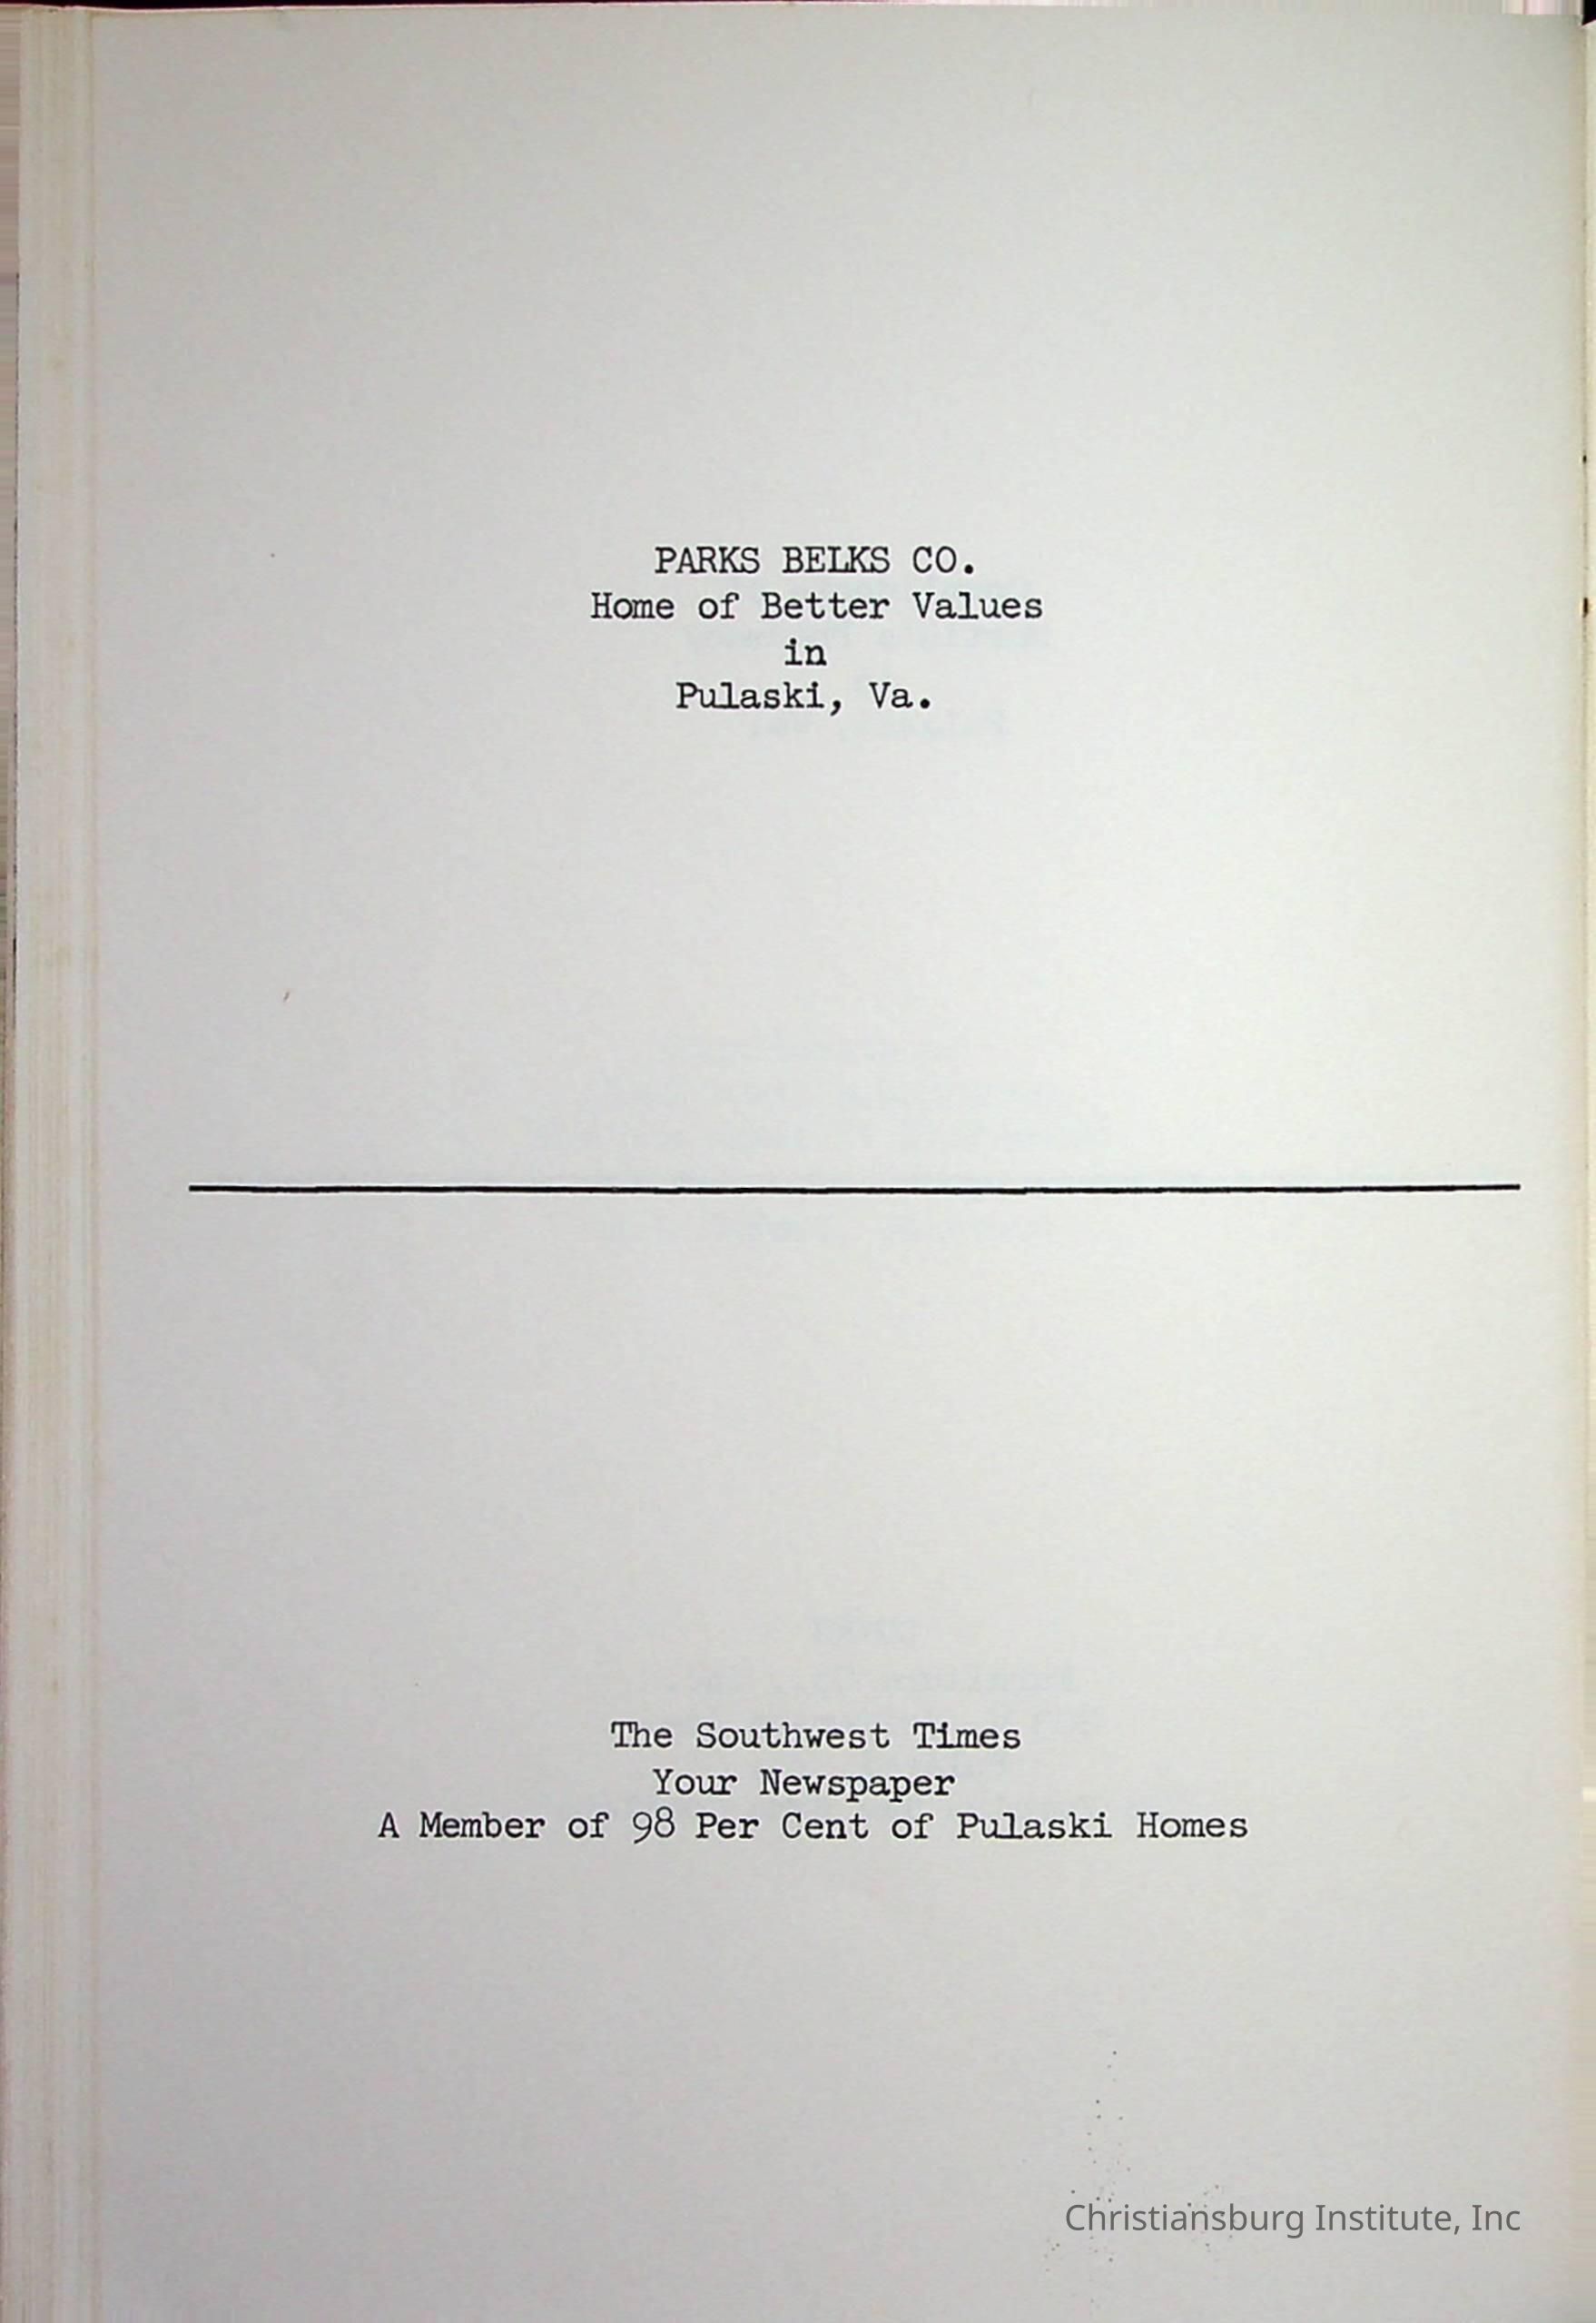 PARKS BELKS CO.
Home of Better Values
in
Pulaski, Va.
The Southwest Times
Your Newspaper
A Member of 98 Per Cent of Pulaski Homes
Christiansburg Institute, Inc